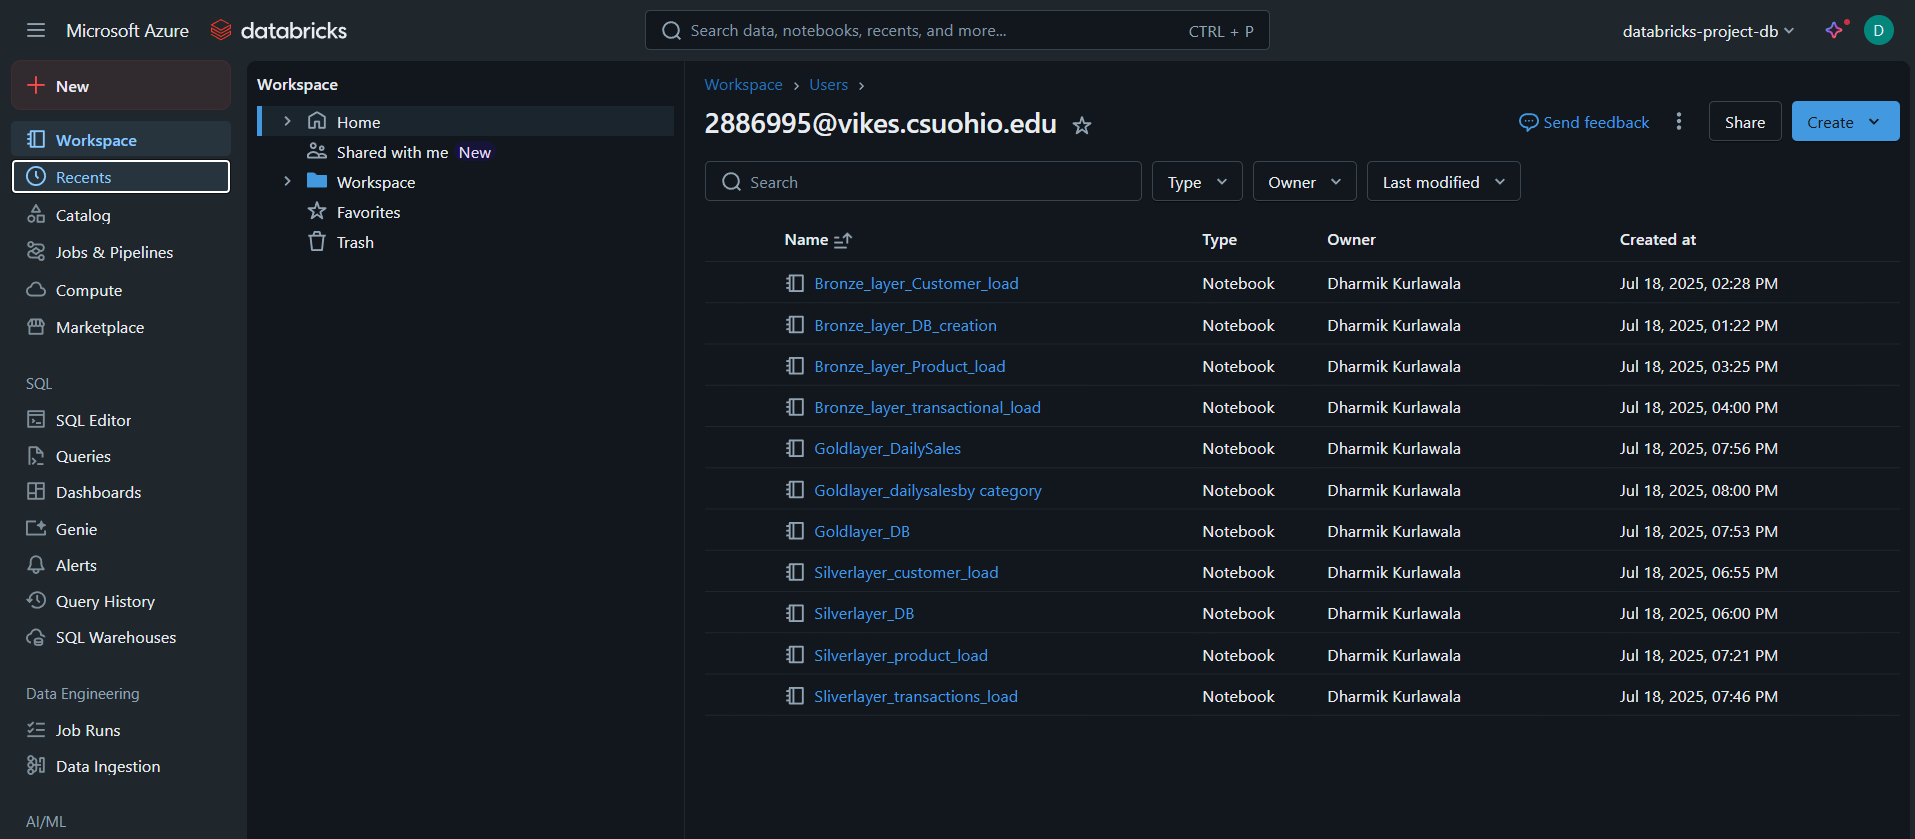 Microsoft Azure databricks
Search data, notebooks, recents, and more... CTRL + P
databricks-project-db
D
New
Workspace
Recents
Catalog
Jobs & Pipelines
Compute
Marketplace
SQL
SQL Editor
Queries
Dashboards
Genie
Alerts
Query History
SQL Warehouses
Data Engineering
Job Runs
Data Ingestion
AI/ML
Workspace
Home
Shared with me New
Workspace
Favorites
Trash
Workspace Users
2886995@vikes.csuohio.edu
Send feedback Share Create
Search Type Owner Last modified
Name Type Owner Created at
Bronze_layer_Customer_load Notebook Dharmik Kurlawala Jul 18, 2025, 02:28 PM
Bronze_layer_DB_creation Notebook Dharmik Kurlawala Jul 18, 2025, 01:22 PM
Bronze_layer_Product_load Notebook Dharmik Kurlawala Jul 18, 2025, 03:25 PM
Bronze_layer_transactional_load Notebook Dharmik Kurlawala Jul 18, 2025, 04:00 PM
Goldlayer_DailySales Notebook Dharmik Kurlawala Jul 18, 2025, 07:56 PM
Goldlayer_dailysalesby category Notebook Dharmik Kurlawala Jul 18, 2025, 08:00 PM
Goldlayer_DB Notebook Dharmik Kurlawala Jul 18, 2025, 07:53 PM
Silverlayer_customer_load Notebook Dharmik Kurlawala Jul 18, 2025, 06:55 PM
Silverlayer_DB Notebook Dharmik Kurlawala Jul 18, 2025, 06:00 PM
Silverlayer_product_load Notebook Dharmik Kurlawala Jul 18, 2025, 07:21 PM
Sliverlayer_transactions_load Notebook Dharmik Kurlawala Jul 18, 2025, 07:46 PM